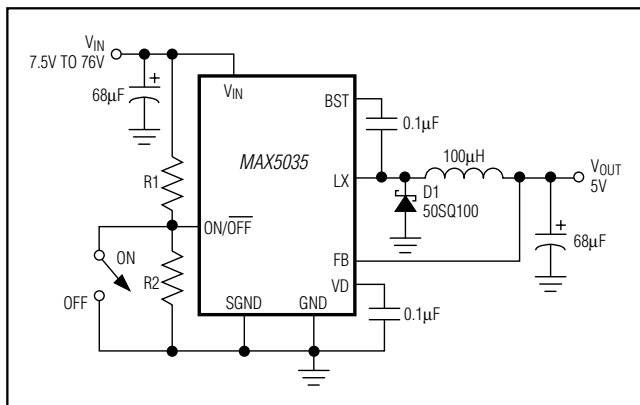 VIN
7.5V TO 76V
68μF
+
VIN
BST
0.1μF
MAX5035
R1
LX
100μH
VOUT
5V
D1
50SQ100
ON/OFF
+
68μF
ON
FB
R2
VD
OFF
SGND
GND
0.1μF